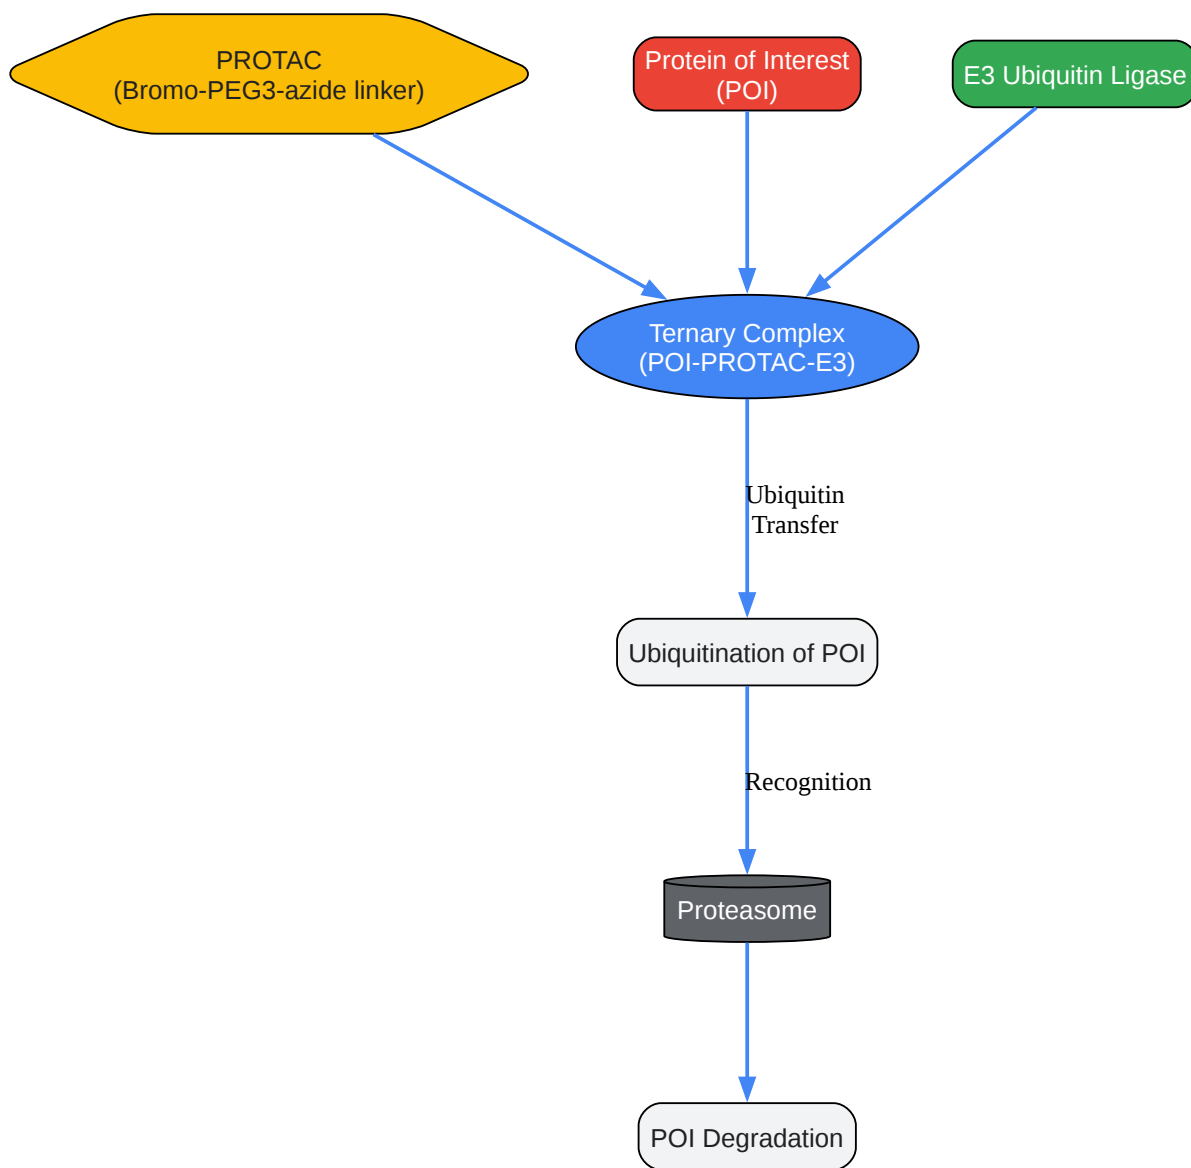 PROTAC
(Bromo-PEG3-azide linker)
Protein of Interest
(POI)
E3 Ubiquitin Ligase
Ternary Complex
(POI-PROTAC-E3)
Ubiquitin
Transfer
Ubiquitination of POI
Recognition
Proteasome
POI Degradation